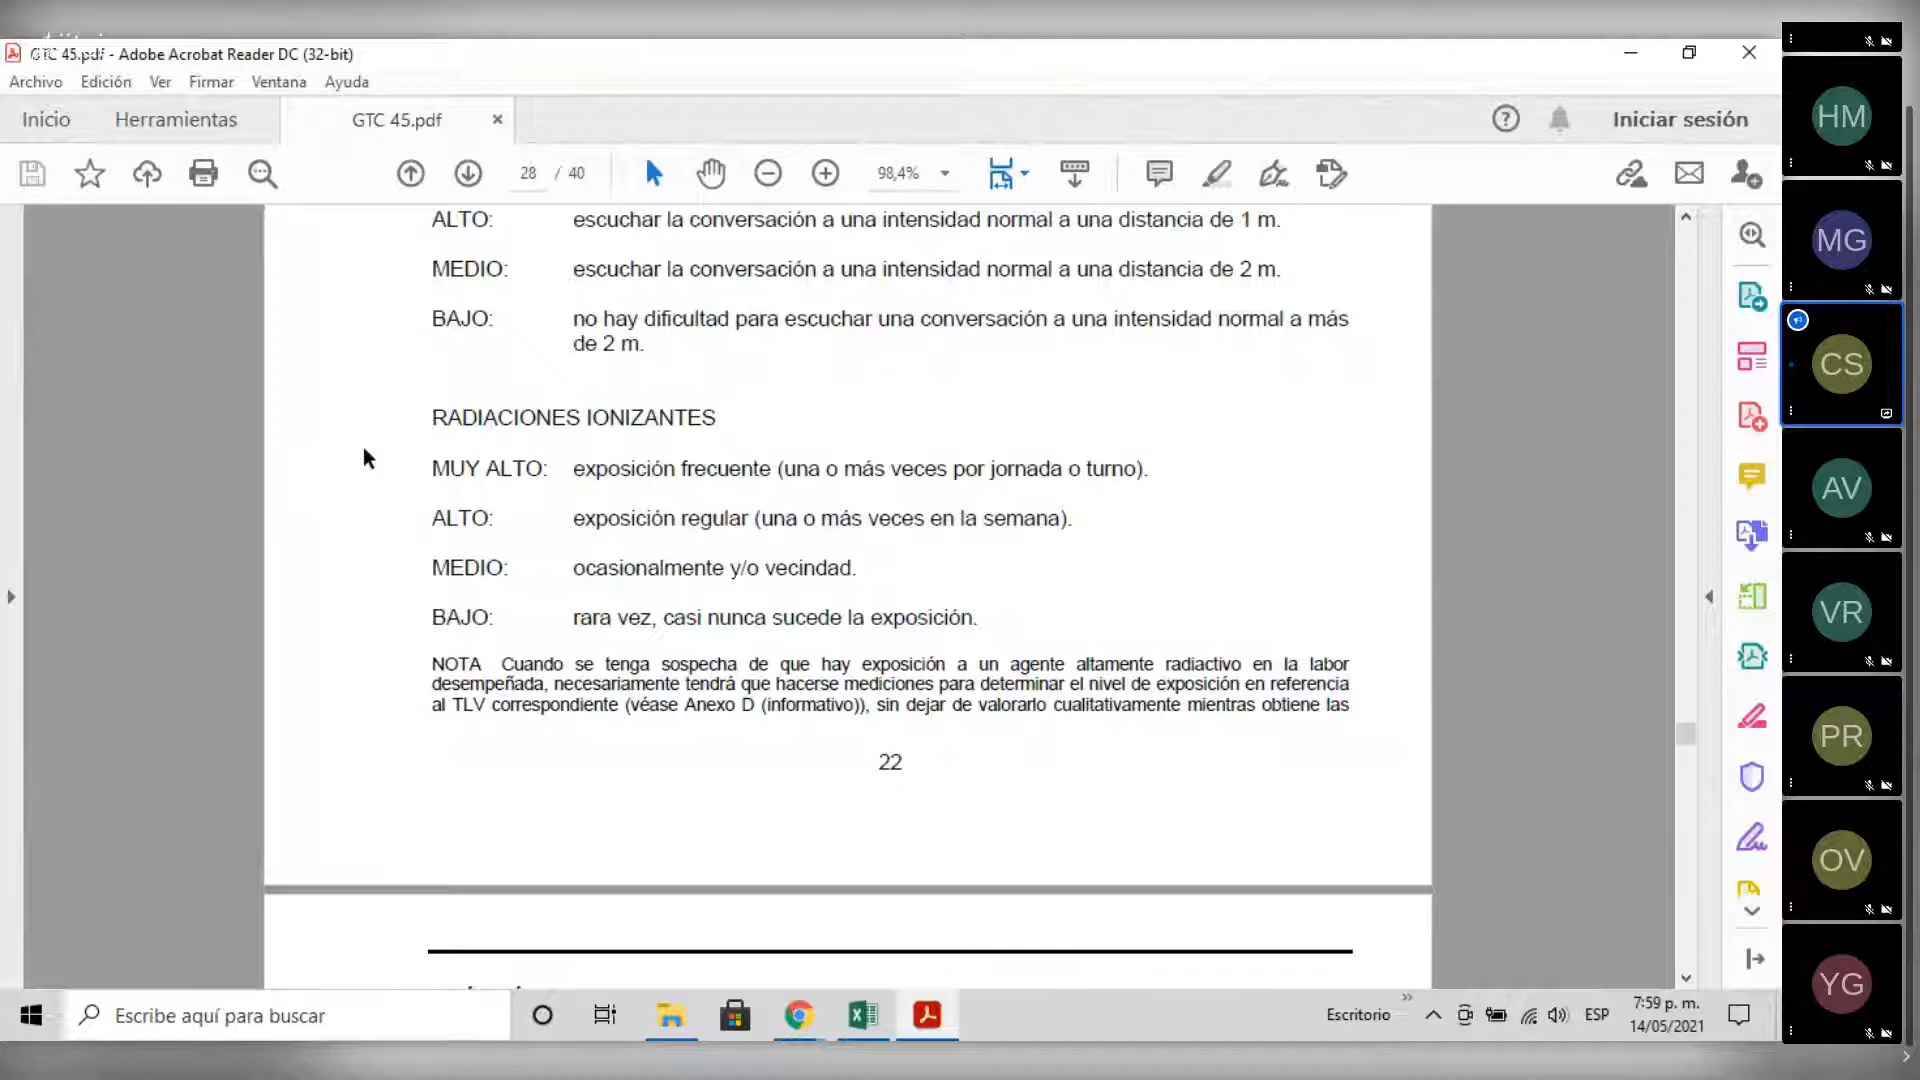 GTC 45.pdf - Adobe Acrobat Reader DC (32-bit)
Archivo Edición Ver Firmar Ventana Ayuda
Inicio Herramientas GTC 45.pdf × Iniciar sesión
28 / 40 98,4%
ALTO: escuchar la conversación a una intensidad normal a una distancia de 1 m.
MEDIO: escuchar la conversación a una intensidad normal a una distancia de 2 m.
BAJO: no hay dificultad para escuchar una conversación a una intensidad normal a más
de 2 m.
RADIACIONES IONIZANTES
MUY ALTO: exposición frecuente (una o más veces por jornada o turno).
ALTO: exposición regular (una o más veces en la semana).
MEDIO: ocasionalmente y/o vecindad.
BAJO: rara vez, casi nunca sucede la exposición.
NOTA Cuando se tenga sospecha de que hay exposición a un agente altamente radiactivo en la labor
desempeñada, necesariamente tendrá que hacerse mediciones para determinar el nivel de exposición en referencia
al TLV correspondiente (véase Anexo D (informativo)), sin dejar de valorarlo cualitativamente mientras obtiene las
22
Escribe aquí para buscar
Escritorio
ESP
7:59 p. m.
14/05/2021
HM
MG
CS
AV
VR
PR
OV
YG